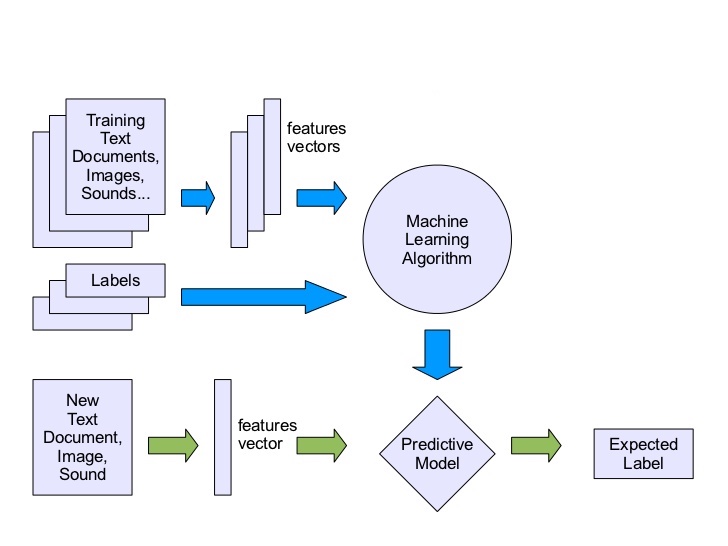 Training
Text
Documents,
Images,
Sounds...
features
vectors
Machine
Learning
Algorithm
Labels
New
Text
Document,
Image,
Sound
features
vector
Predictive
Model
Expected
Label